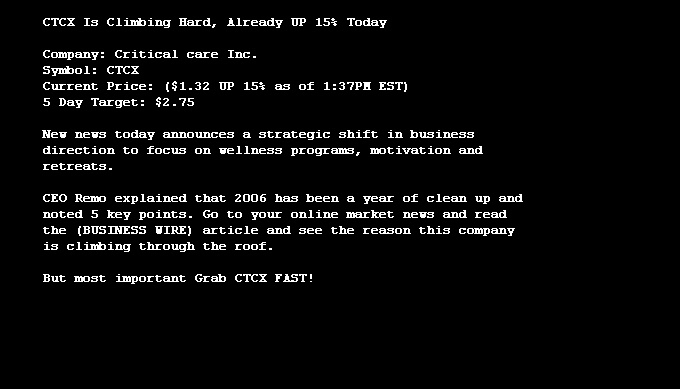 CTCX Is Climbing Hard, Already UP 15% Today
Company: Critical care Inc.
Symbol: CTCX
Current Price: ($1.32 UP 15% as of 1:37PM EST)
5 Day Target: $2.75
New news today announces a strategic shift in business
direction to focus on wellness programs, motivation and
retreats.
CEO Remo explained that 2006 has been a year of clean up and
noted 5 key points. Go to your online market news and read
the (BUSINESS WIRE) article and see the reason this company
is climbing through the roof.
But most important Grab CTCX FAST!